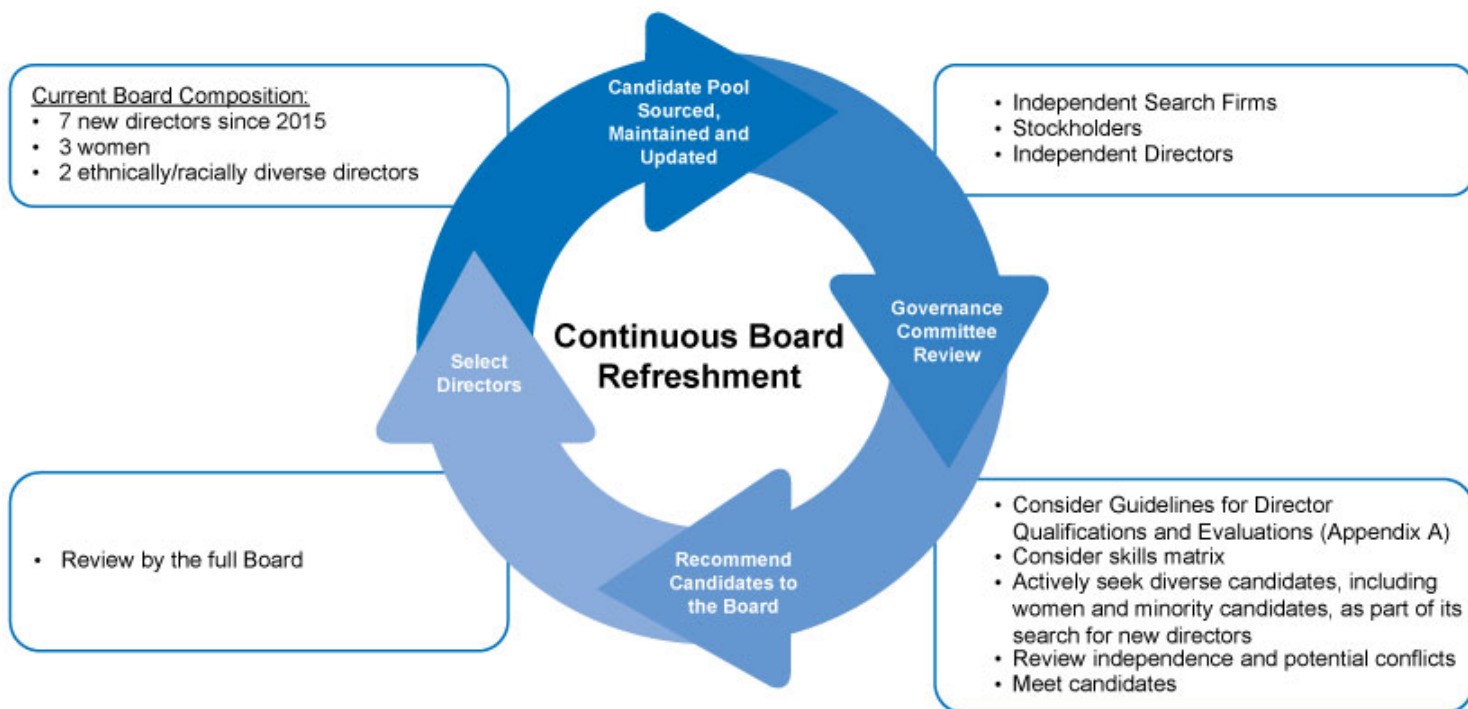 Current Board Composition:
• 7 new directors since 2015
• 3 women
• 2 ethnically/racially diverse directors
Candidate Pool
Sourced,
Maintained and
Updated
• Independent Search Firms
• Stockholders
• Independent Directors
Governance
Committee
Review
Continuous Board
Refreshment
Select
Directors
• Review by the full Board
Recommend
Candidates to
the Board
• Consider Guidelines for Director
Qualifications and Evaluations (Appendix A)
• Consider skills matrix
• Actively seek diverse candidates, including
women and minority candidates, as part of its
search for new directors
• Review independence and potential conflicts
• Meet candidates